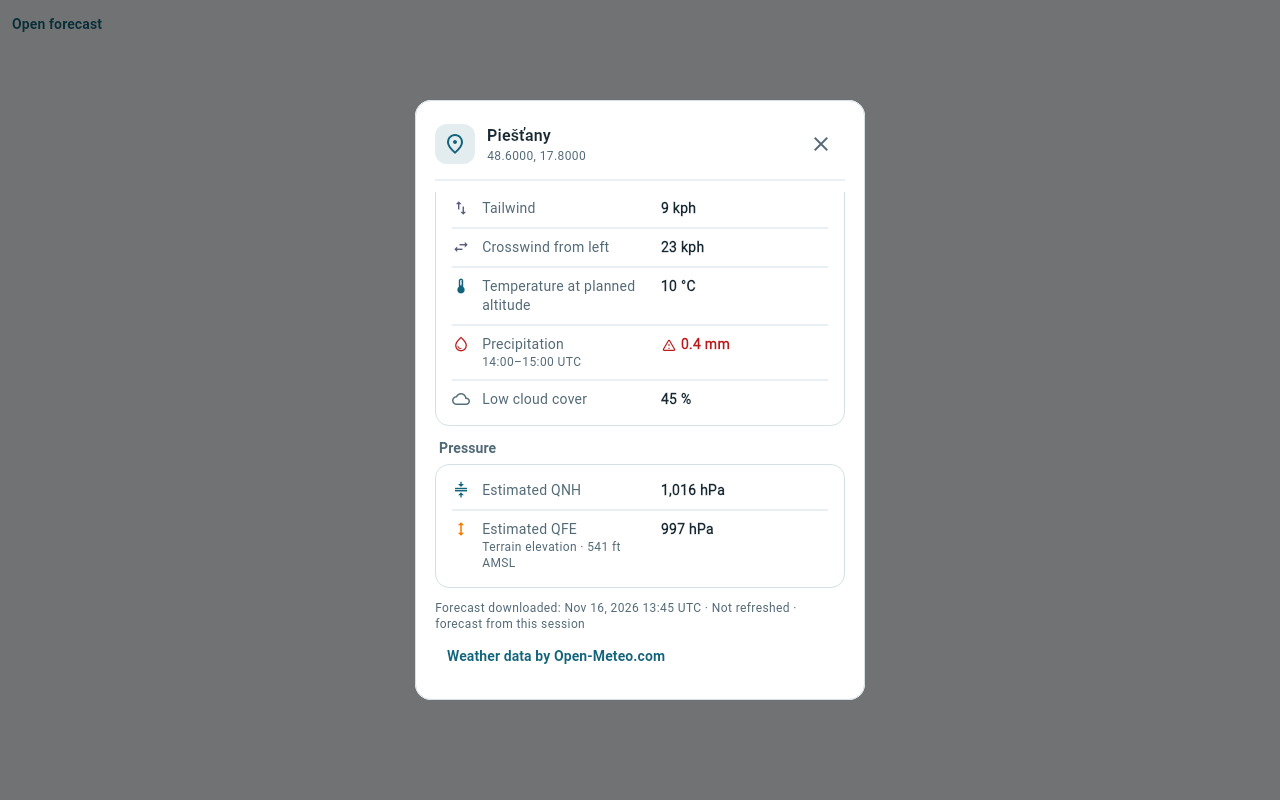 Open forecast
Piešťany
48.6000, 17.8000
Tailwind 9 kph
Crosswind from left 23 kph
Temperature at planned 10 °C
altitude
Precipitation 0.4 mm
14:00–15:00 UTC
Low cloud cover 45 %
Pressure
Estimated QNH 1,016 hPa
Estimated QFE 997 hPa
Terrain elevation · 541 ft
AMSL
Forecast downloaded: Nov 16, 2026 13:45 UTC · Not refreshed ·
forecast from this session
Weather data by Open-Meteo.com